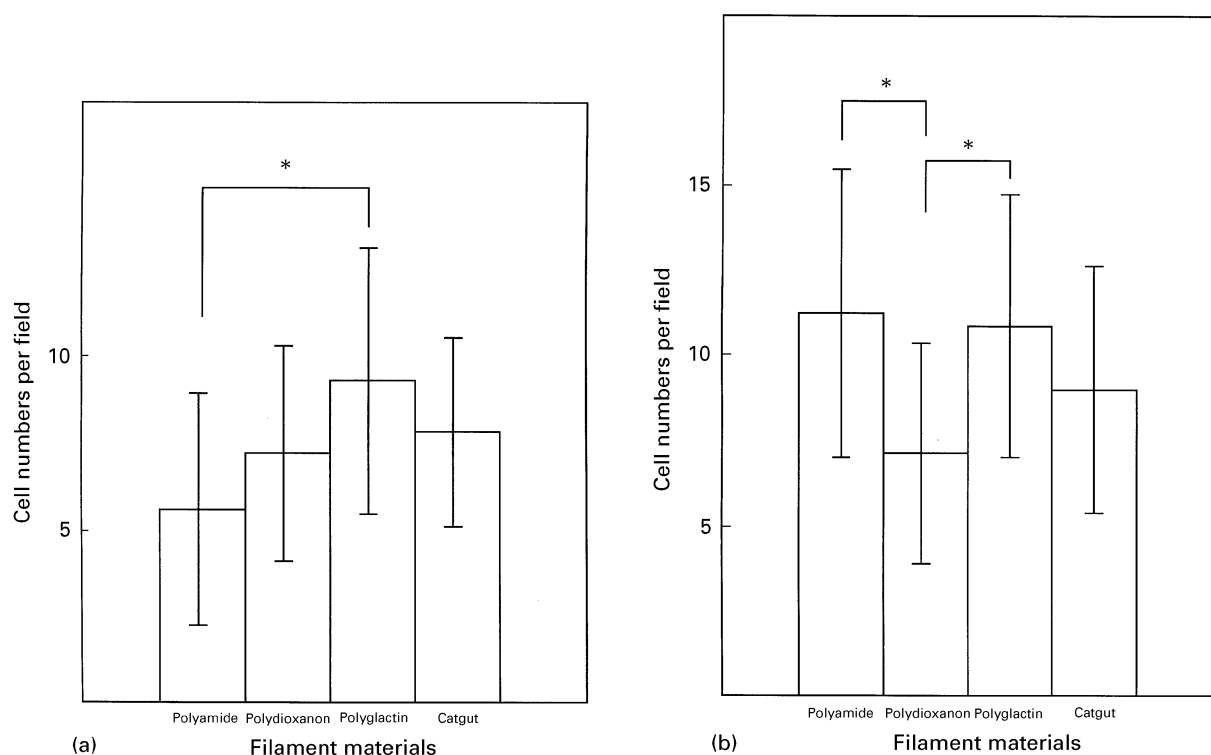 *
10
5
Cell numbers per field
Polyamide Polydioxanon Polyglactin Catgut
(a) Filament materials
*
*
15
10
5
Cell numbers per field
Polyamide Polydioxanon Polyglactin Catgut
(b) Filament materials